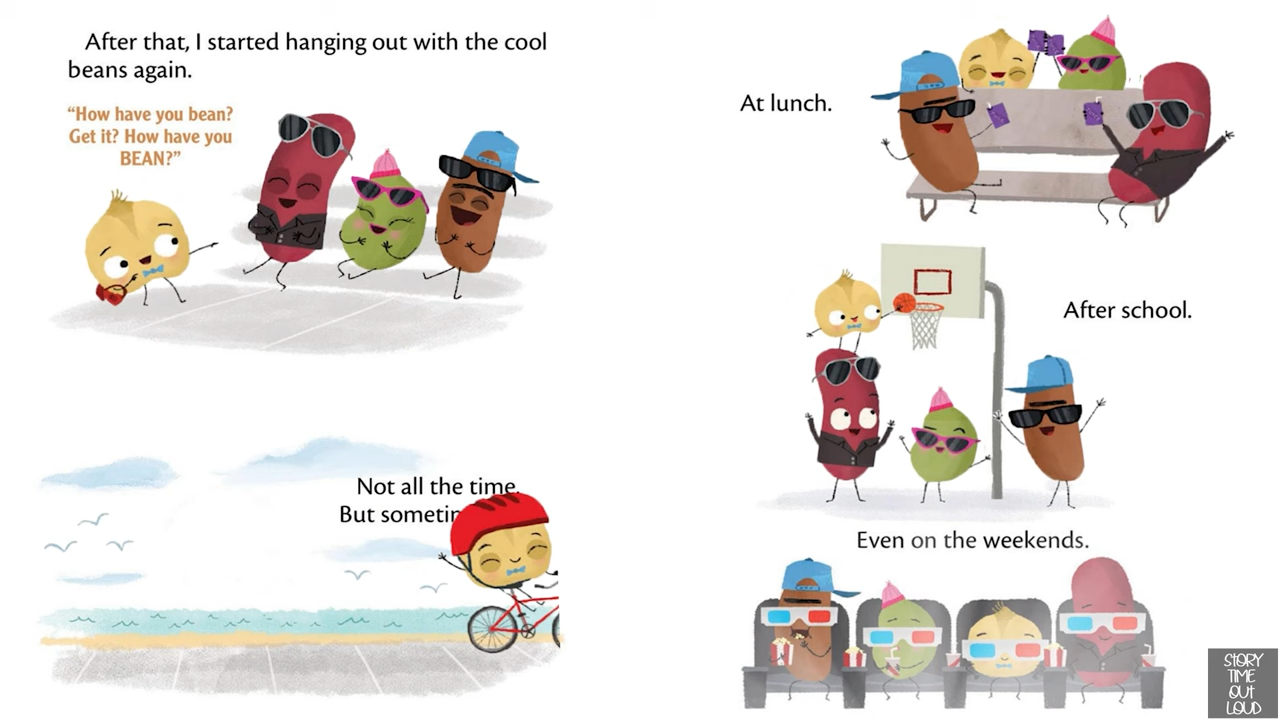 After that, I started hanging out with the cool
beans again.
“How have you bean?
Get it? How have you
BEAN?”
Not all the time.
But
At lunch.
After school.
Even on the weekends.
STORY
TIME
OUT
LOUD